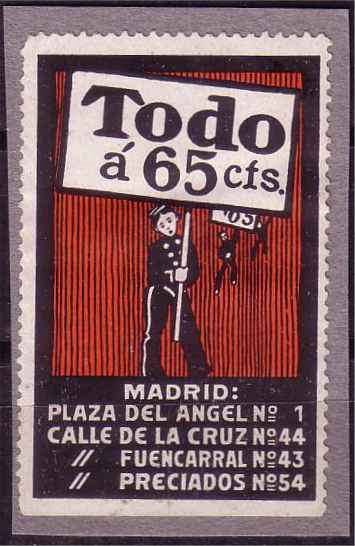 Todo
á 65 cts.
65
MADRID:
PLAZA DEL ANGEL Nº 1
CALLE DE LA CRUZ Nº 44
// FUENCARRAL Nº 43
// PRECIADOS Nº 54